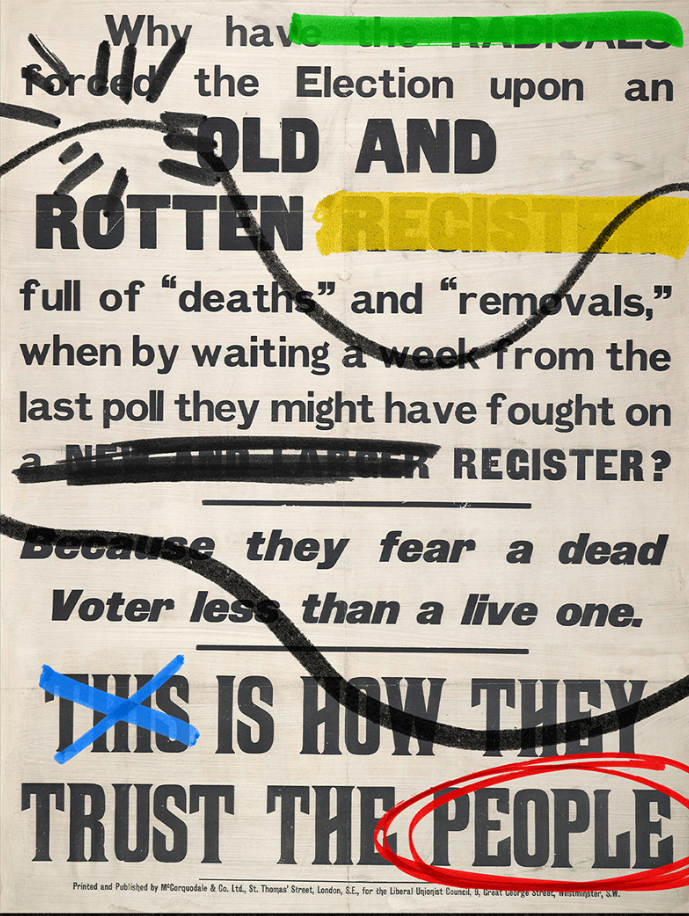 Why have the RADICALS
forced the Election upon an
OLD AND
ROTTEN REGISTER
full of “deaths” and “removals,”
when by waiting a week from the
last poll they might have fought on
a NEW AND LARGER REGISTER?
Because they fear a dead
Voter less than a live one.
THIS IS HOW THEY
TRUST THE PEOPLE
Printed and Published by McCorquodale & Co. Ltd., St. Thomas' Street, London, S.E., for the Liberal Unionist Council, 9, Great George Street, Westminster, S.W.